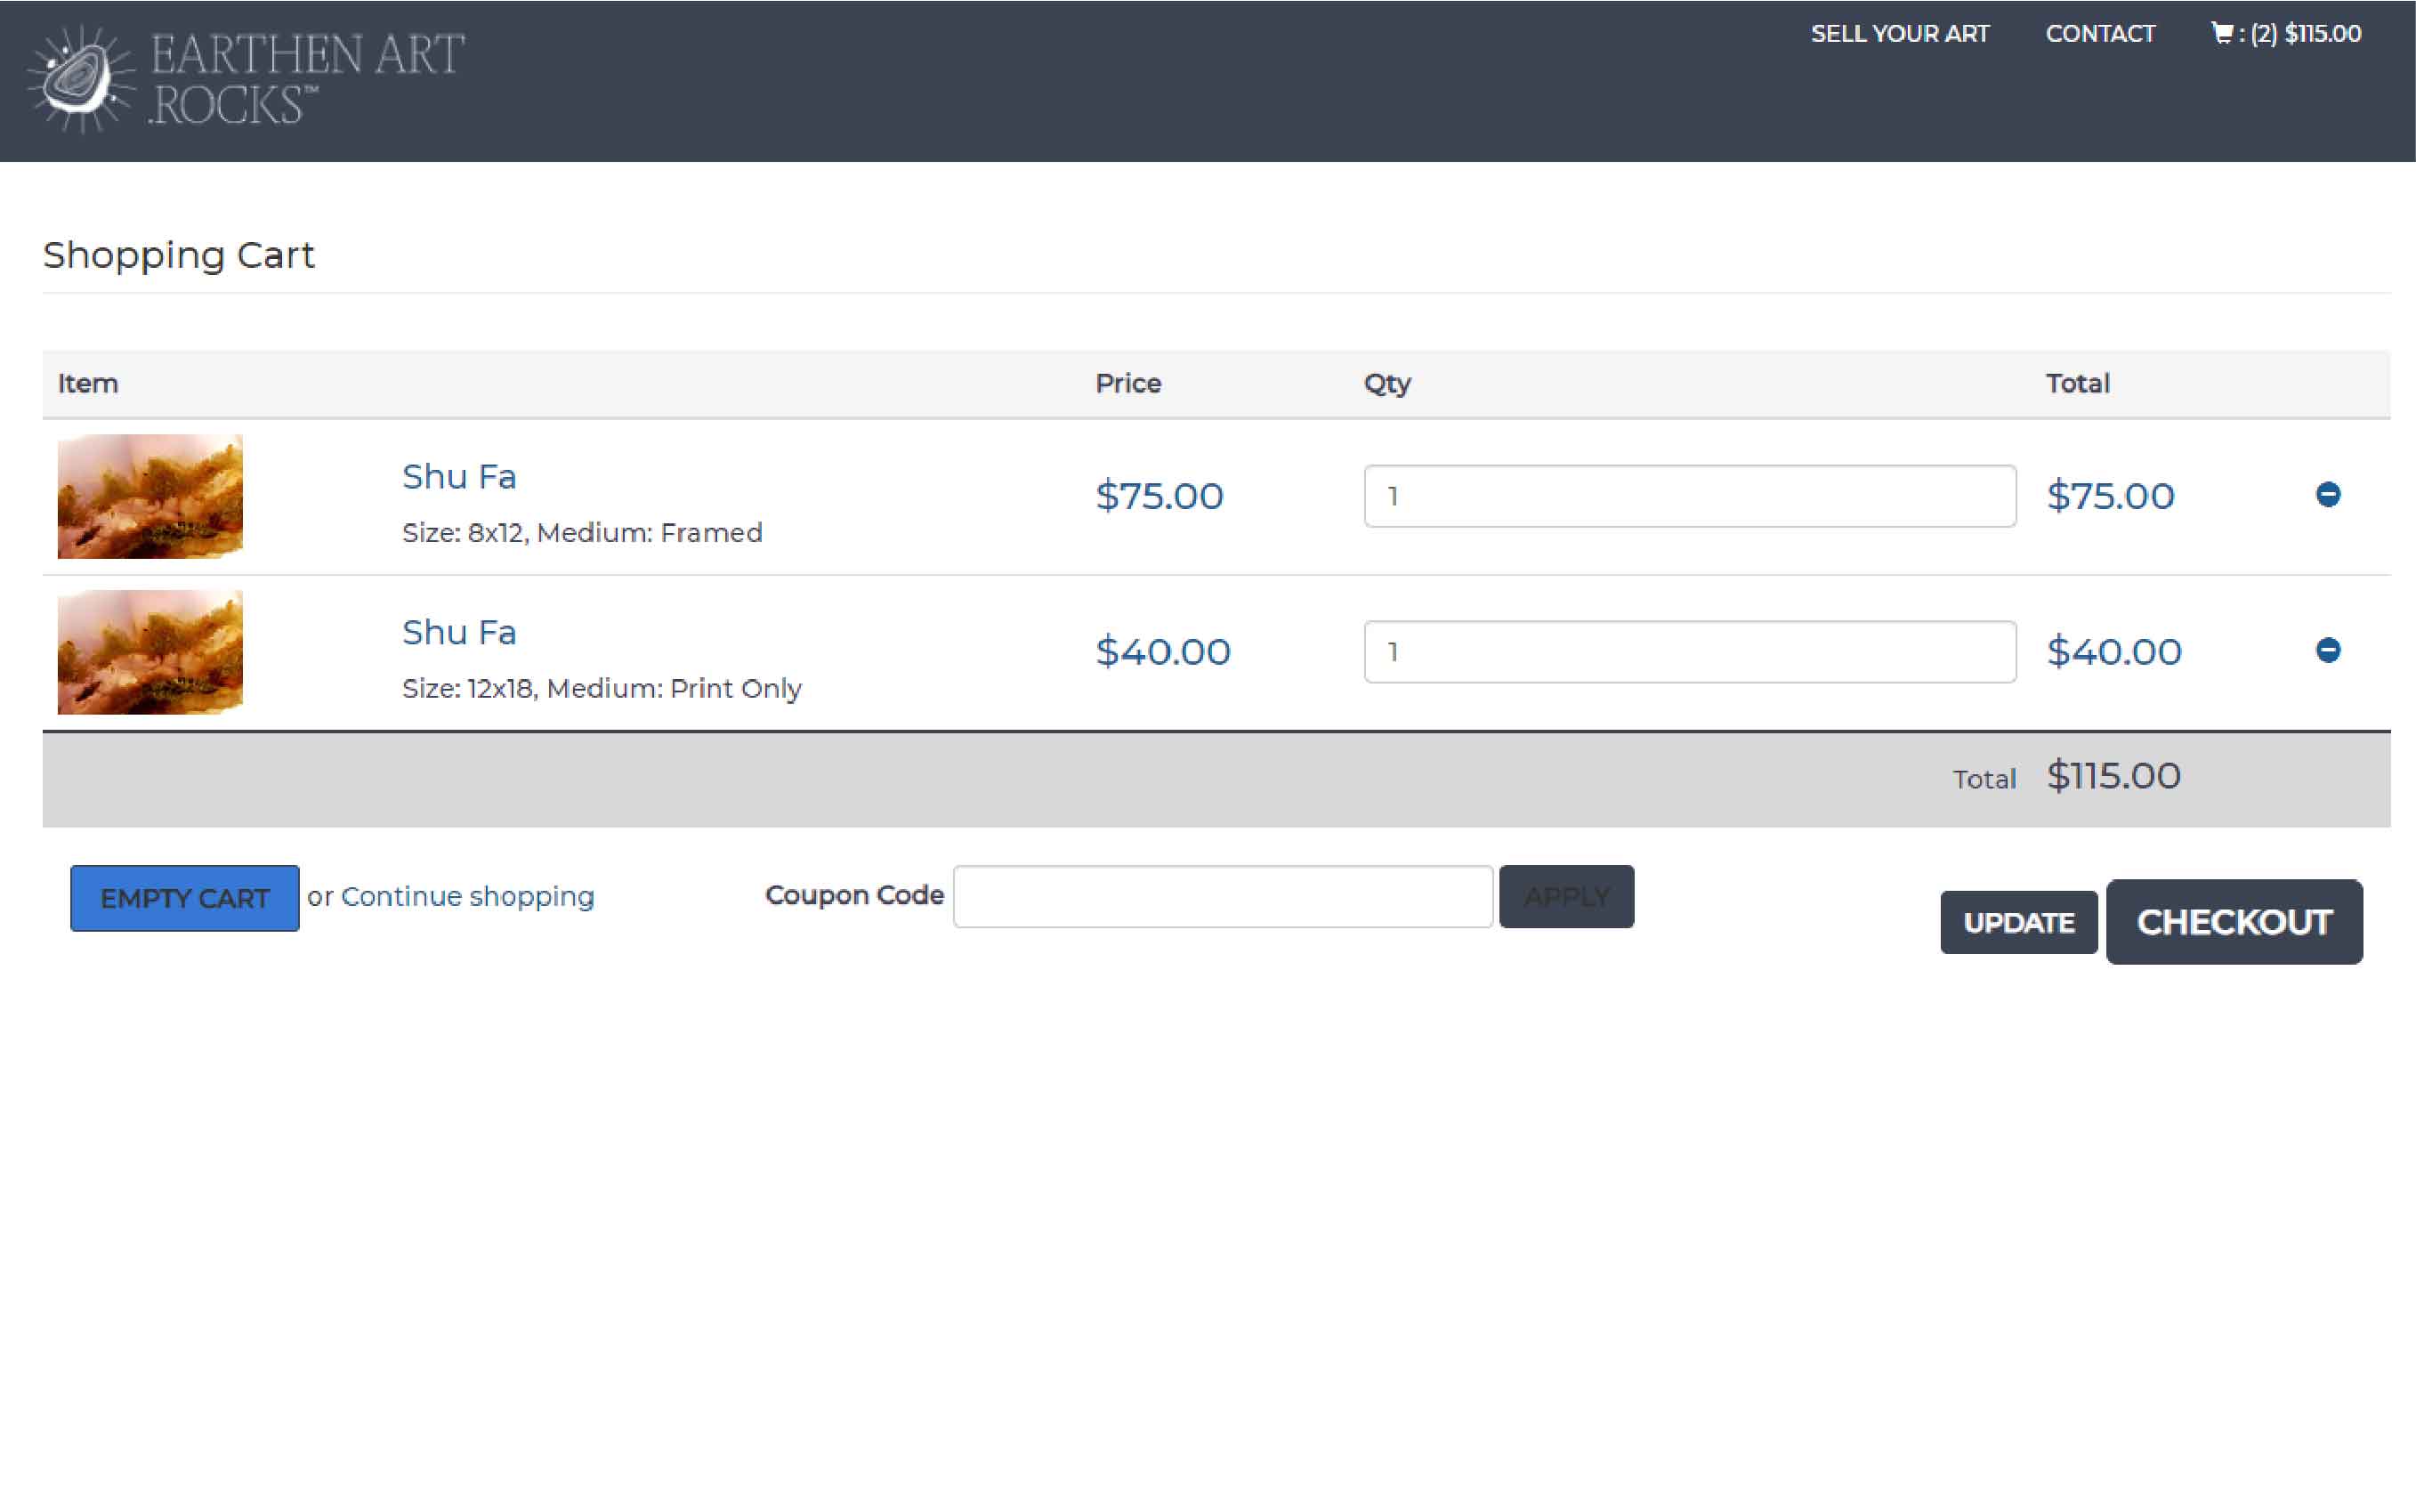 EARTHEN ART
.ROCKS™
SELL YOUR ART CONTACT : (2) $115.00
Shopping Cart
Item Price Qty Total
Shu Fa
Size: 8x12, Medium: Framed
$75.00 1 $75.00
Shu Fa
Size: 12x18, Medium: Print Only
$40.00 1 $40.00
Total $115.00
EMPTY CART or Continue shopping Coupon Code APPLY UPDATE CHECKOUT